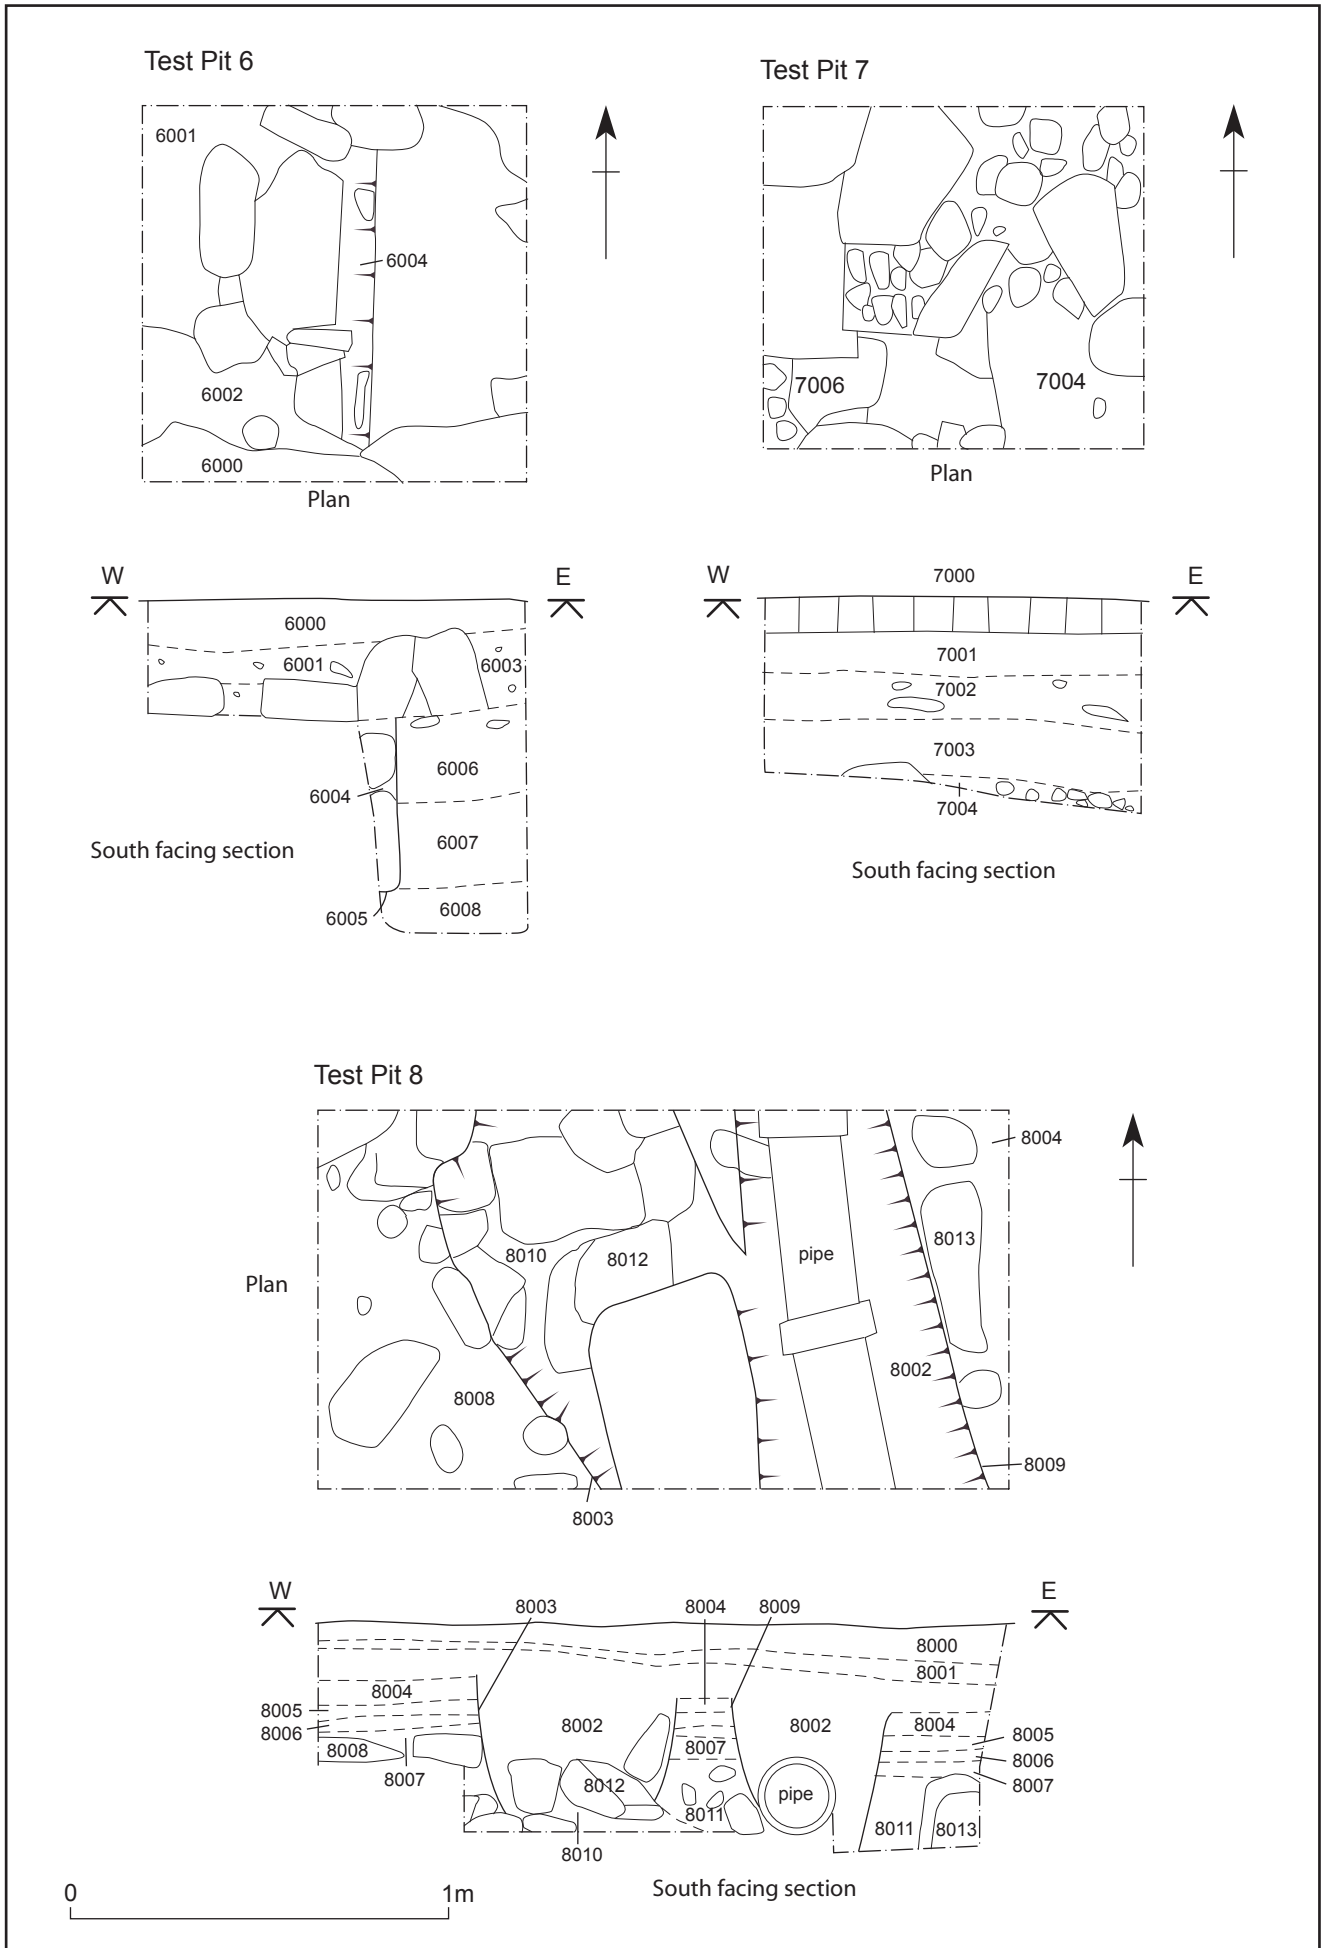 Test Pit 6
Test Pit 7
6001
6004
6002
6000
Plan
7006
7004
Plan
W
E
6000
6001
6003
6006
6004
6007
6005
6008
South facing section
W
7000
E
7001
7002
7003
7004
South facing section
Test Pit 8
8004
8013
8010
8012
pipe
Plan
8002
8008
8009
8003
W
E
8003
8004
8009
8000
8001
8004
8005
8006
8008
8007
8002
8007
8002
8004
8005
8006
8007
8012
pipe
8011
8011
8013
8010
South facing section
0
1m